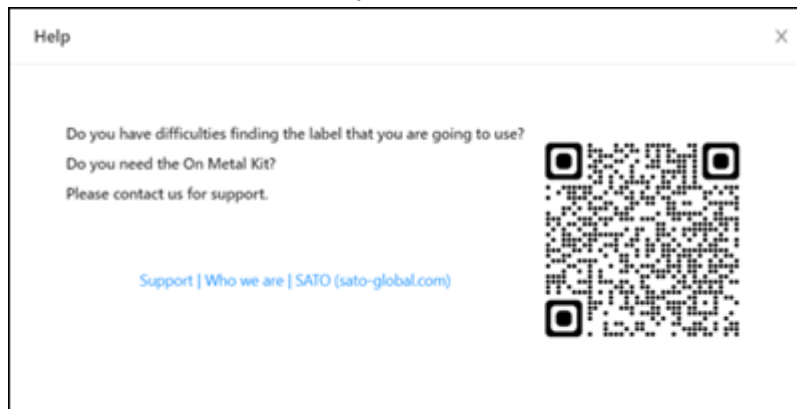 Help
Do you have difficulties finding the label that you are going to use?
Do you need the On Metal Kit?
Please contact us for support.
Support | Who we are | SATO (sato-global.com)